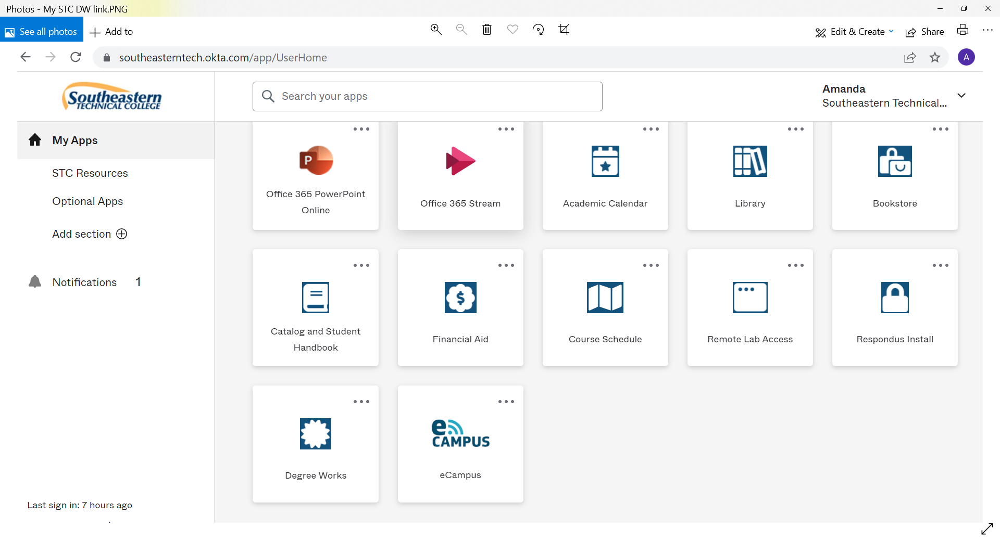 Photos - My STC DW link.PNG
See all photos
Add to
Edit & Create
Share
southeasterntech.okta.com/app/UserHome
A
Southeastern
TECHNICAL COLLEGE
Search your apps
Amanda
Southeastern Technical...
My Apps
STC Resources
Optional Apps
Add section
Notifications 1
Last sign in: 7 hours ago
P
Office 365 PowerPoint
Online
Office 365 Stream
Academic Calendar
Library
Bookstore
Catalog and Student
Handbook
$
Financial Aid
Course Schedule
Remote Lab Access
Respondus Install
Degree Works
e
CAMPUS
eCampus